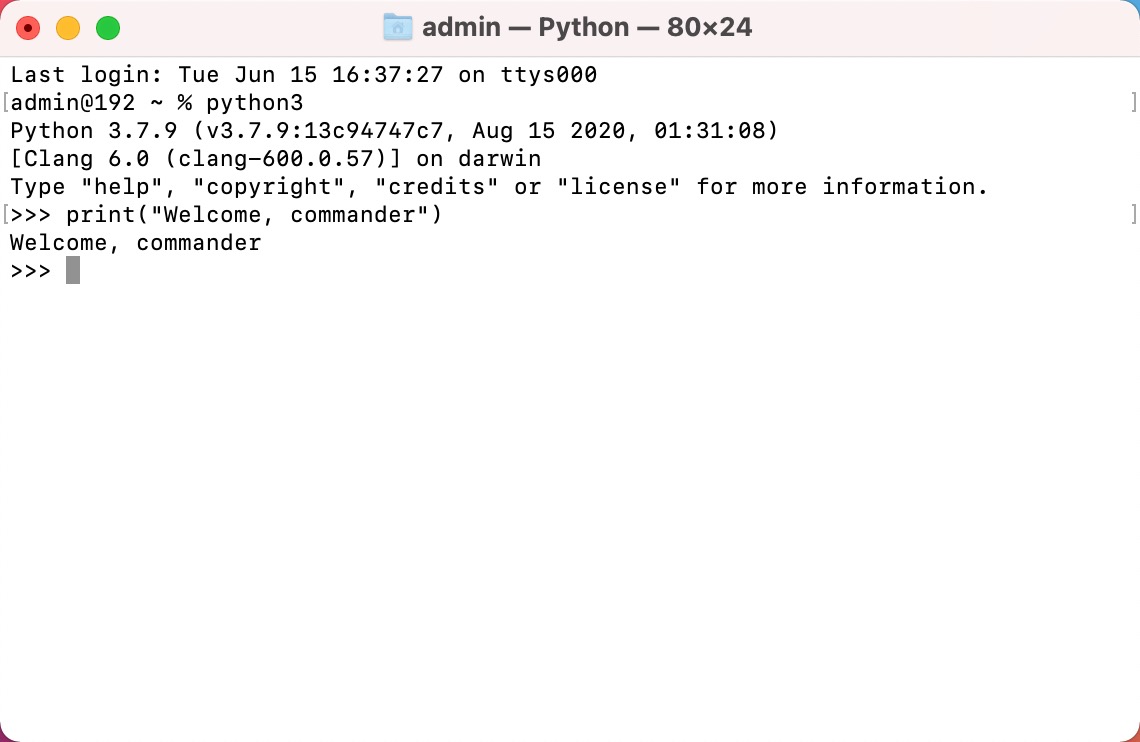 admin — Python — 80×24
Last login: Tue Jun 15 16:37:27 on ttys000
[admin@192 ~ % python3 ]
Python 3.7.9 (v3.7.9:13c94747c7, Aug 15 2020, 01:31:08)
[Clang 6.0 (clang-600.0.57)] on darwin
Type "help", "copyright", "credits" or "license" for more information.
[>>> print("Welcome, commander") ]
Welcome, commander
>>>